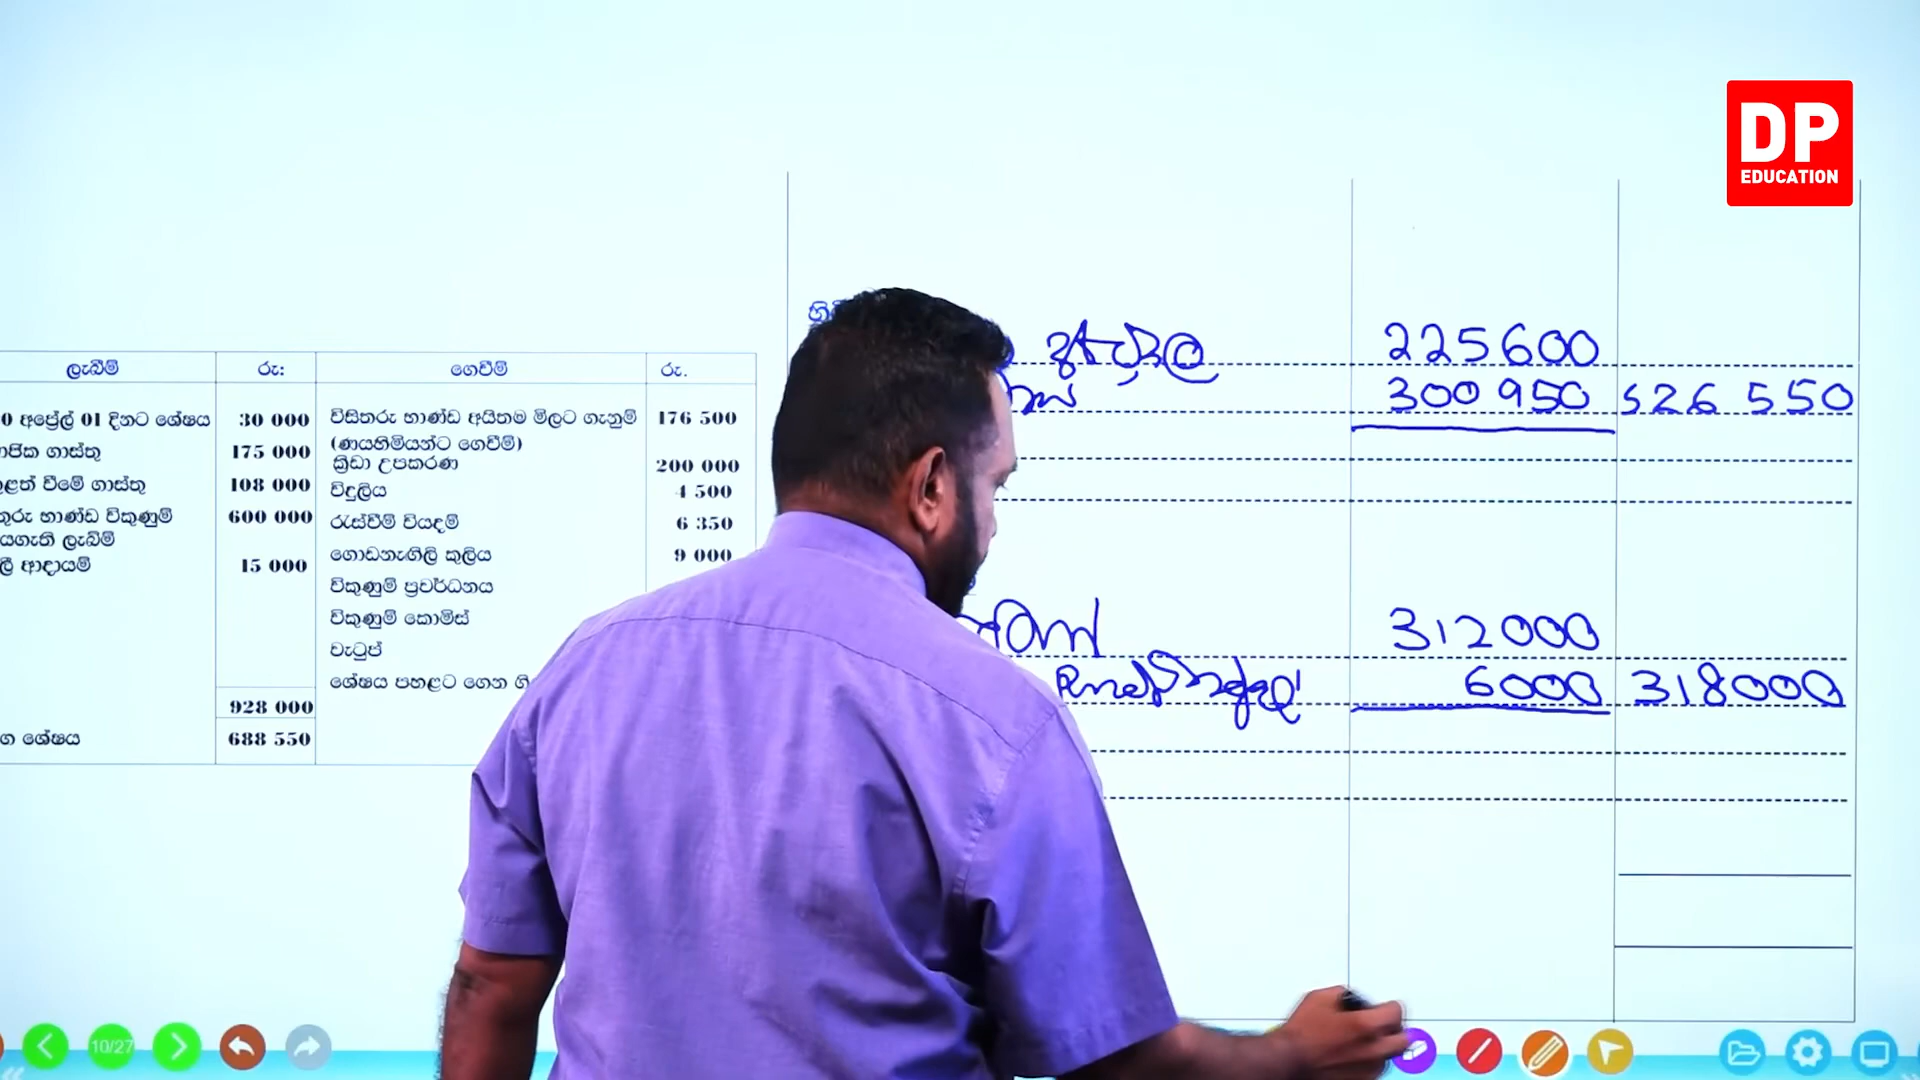 DP
EDUCATION
ලැබීම් රු: ගෙවීම් රු.
0 අප්‍රේල් 01 දිනට ශේෂය 30 000 විසිතරු භාණ්ඩ අයිතම මිලට ගැනුම් 176 500
ගාස්තු 175 000 (ණයහිමියන්ට ගෙවීම්)
ක්‍රීඩා උපකරණ 200 000
වීමේ ගාස්තු 108 000 විදුලිය 4 500
භාණ්ඩ විකුණුම් 600 000 රැස්වීම් වියදම් 6 350
ලැබීම්
ආදායම් 15 000 ගොඩනැඟිලි කුලිය 9 000
විකුණුම් ප්‍රවර්ධනය
විකුණුම් කොමිස්
වැටුප්
ශේෂය පහළට ගෙන
928 000
ශේෂය 688 550
225600
300 950 526 550
312000
6000 318000
10/27